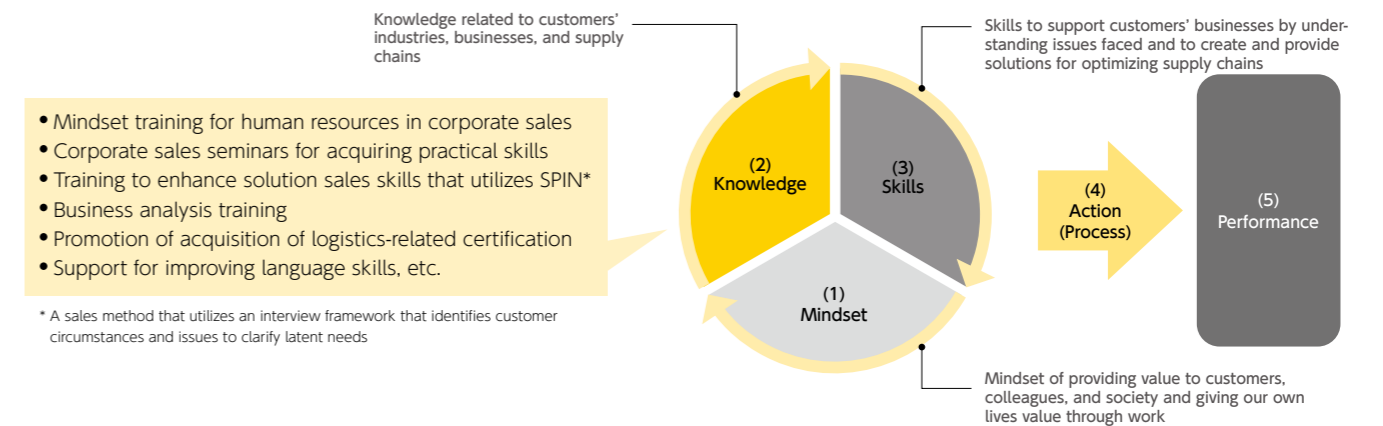 Knowledge related to customers’
industries, businesses, and supply
chains
Skills to support customers’ businesses by under-
standing issues faced and to create and provide
solutions for optimizing supply chains
• Mindset training for human resources in corporate sales
• Corporate sales seminars for acquiring practical skills
• Training to enhance solution sales skills that utilizes SPIN*
• Business analysis training
• Promotion of acquisition of logistics-related certification
• Support for improving language skills, etc.
* A sales method that utilizes an interview framework that identifies customer
circumstances and issues to clarify latent needs
(2)
Knowledge
(3)
Skills
(1)
Mindset
(4)
Action
(Process)
(5)
Performance
Mindset of providing value to customers,
colleagues, and society and giving our own
lives value through work